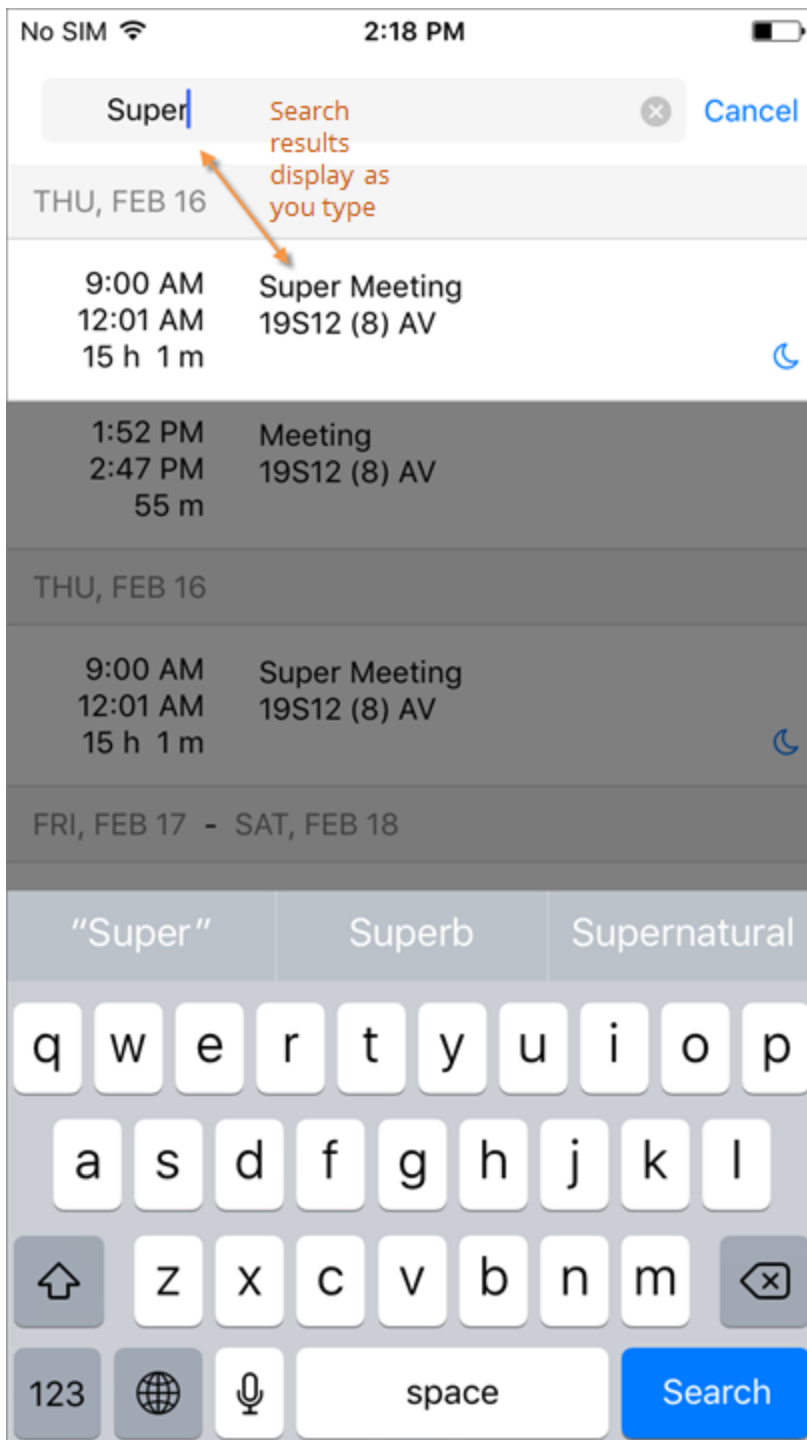 No SIM 2:18 PM
Super Cancel
Search
results
display as
you type
THU, FEB 16
9:00 AM Super Meeting
12:01 AM 19S12 (8) AV
15 h 1 m
1:52 PM Meeting
2:47 PM 19S12 (8) AV
55 m
THU, FEB 16
9:00 AM Super Meeting
12:01 AM 19S12 (8) AV
15 h 1 m
FRI, FEB 17 - SAT, FEB 18
"Super" Superb Supernatural
q w e r t y u i o p
a s d f g h j k l
z x c v b n m
123 space Search